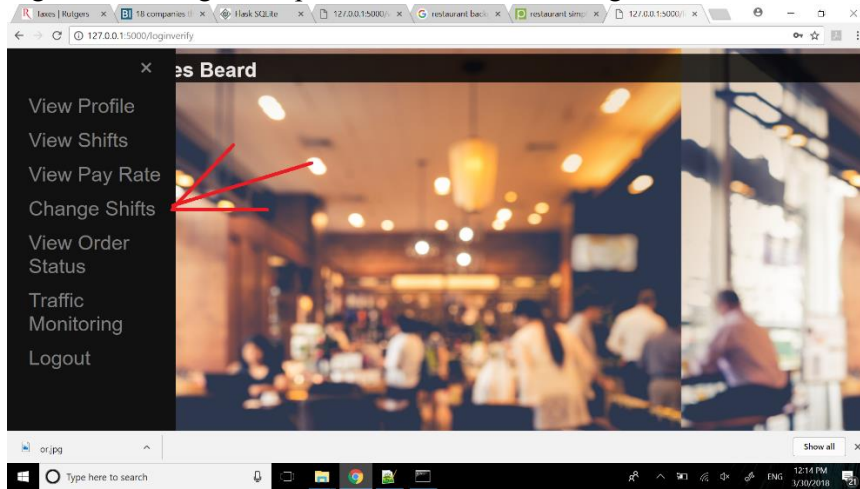 taxes | Rutgers
18 companies th
Flask SQLite
127.0.0.1:5000/
restaurant back
restaurant simp
127.0.0.1:5000/l
127.0.0.1:5000/loginverify
×
es Beard
View Profile
View Shifts
View Pay Rate
Change Shifts
View Order
Status
Traffic
Monitoring
Logout
or.jpg
Show all
Type here to search
ENG
12:14 PM
3/30/2018
21